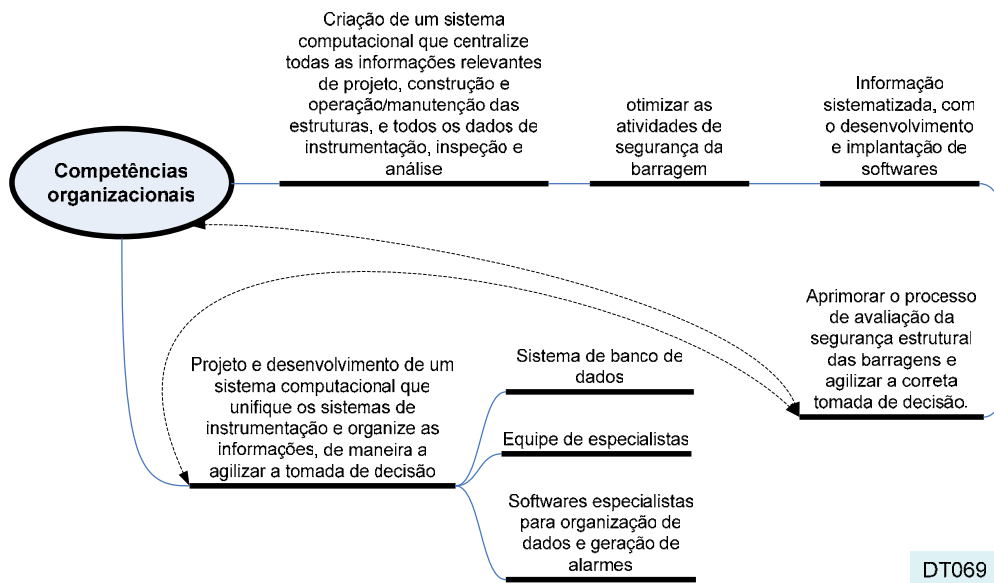 Criação de um sistema
computacional que centralize
todas as informações relevantes
de projeto, construção e
operação/manutenção das
estruturas, e todos os dados de
instrumentação, inspeção e
análise
otimizar as
atividades de
segurança da
barragem
Informação
sistematizada, com
o desenvolvimento
e implantação de
softwares
Competências
organizacionais
Aprimorar o processo
de avaliação da
segurança estrutural
das barragens e
agilizar a correta
tomada de decisão.
Projeto e desenvolvimento de um
sistema computacional que
unifique os sistemas de
instrumentação e organize as
informações, de maneira a
agilizar a tomada de decisão
Sistema de banco de
dados
Equipe de especialistas
Softwares especialistas
para organização de
dados e geração de
alarmes
DT069